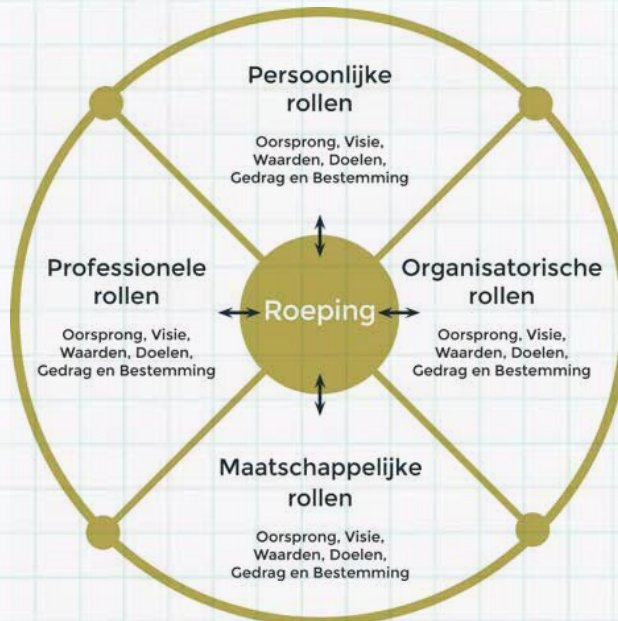 Persoonlijke
rollen
Oorsprong, Visie,
Waarden, Doelen,
Gedrag en Bestemming
Professionele
rollen
Oorsprong, Visie,
Waarden, Doelen,
Gedrag en Bestemming
Roeping
Organisatorische
rollen
Oorsprong, Visie,
Waarden, Doelen,
Gedrag en Bestemming
Maatschappelijke
rollen
Oorsprong, Visie,
Waarden, Doelen,
Gedrag en Bestemming